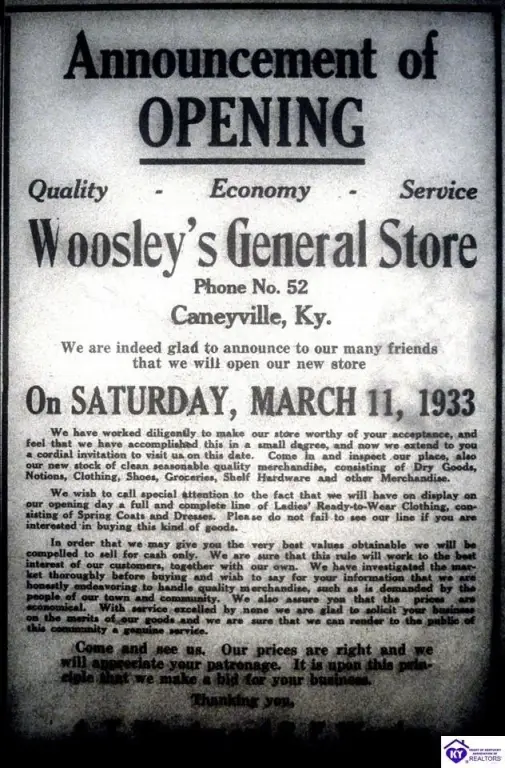 Announcement of
OPENING
Quality - Economy - Service
Woosley's General Store
Phone No. 52
Caneyville, Ky.
We are indeed glad to announce to our many friends
that we will open our new store
On SATURDAY, MARCH 11, 1933
We have worked diligently to make our store worthy of your acceptance, and
feel that we have accomplished this in a small degree, and now we extend to you
a cordial invitation to visit us on this date. Come in and inspect our place, also
our new stock of clean seasonable quality merchandise, consisting of Dry Goods,
Notions, Clothing, Shoes, Groceries, Shelf Hardware and other Merchandise.
We wish to call special attention to the fact that we will have on display on
our opening day a full and complete line of Ladies' Ready-to-Wear Clothing, con-
sisting of Spring Coats and Dresses. Please do not fail to see our line if you are
interested in buying this kind of goods.
In order that we may give you the very best values obtainable we will be
compelled to sell for cash only. We are sure that this rule will work to the best
interest of our customers, together with our own. We have investigated the mar-
ket thoroughly before buying and wish to say for your information that we are
honestly endeavoring to handle quality merchandise, such as is demanded by the
people of our town and community. We also assure you that the prices are
economical. With service excelled by none we are glad to solicit your business
on the merits of our goods and we are sure that we can render to the public of
this community a genuine service.
Come and see us. Our prices are right and we
will appreciate your patronage. It is upon this prin-
ciple that we make a bid for your business.
Thanking you,
KY
HEART OF KENTUCKY
ASSOCIATION OF
REALTORS